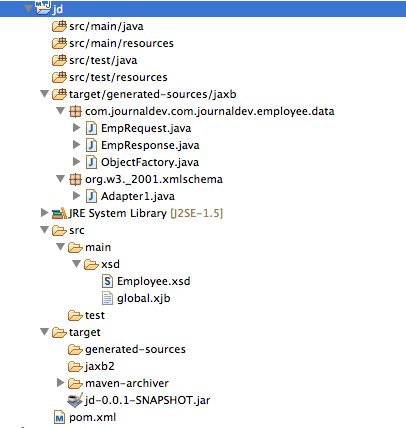 jd
src/main/java
src/main/resources
src/test/java
src/test/resources
target/generated-sources/jaxb
com.journaldev.com.journaldev.employee.data
EmpRequest.java
EmpResponse.java
ObjectFactory.java
org.w3._2001.xmlschema
Adapter1.java
JRE System Library [J2SE-1.5]
src
main
xsd
Employee.xsd
global.xjb
test
target
generated-sources
jaxb2
maven-archiver
jd-0.0.1-SNAPSHOT.jar
pom.xml